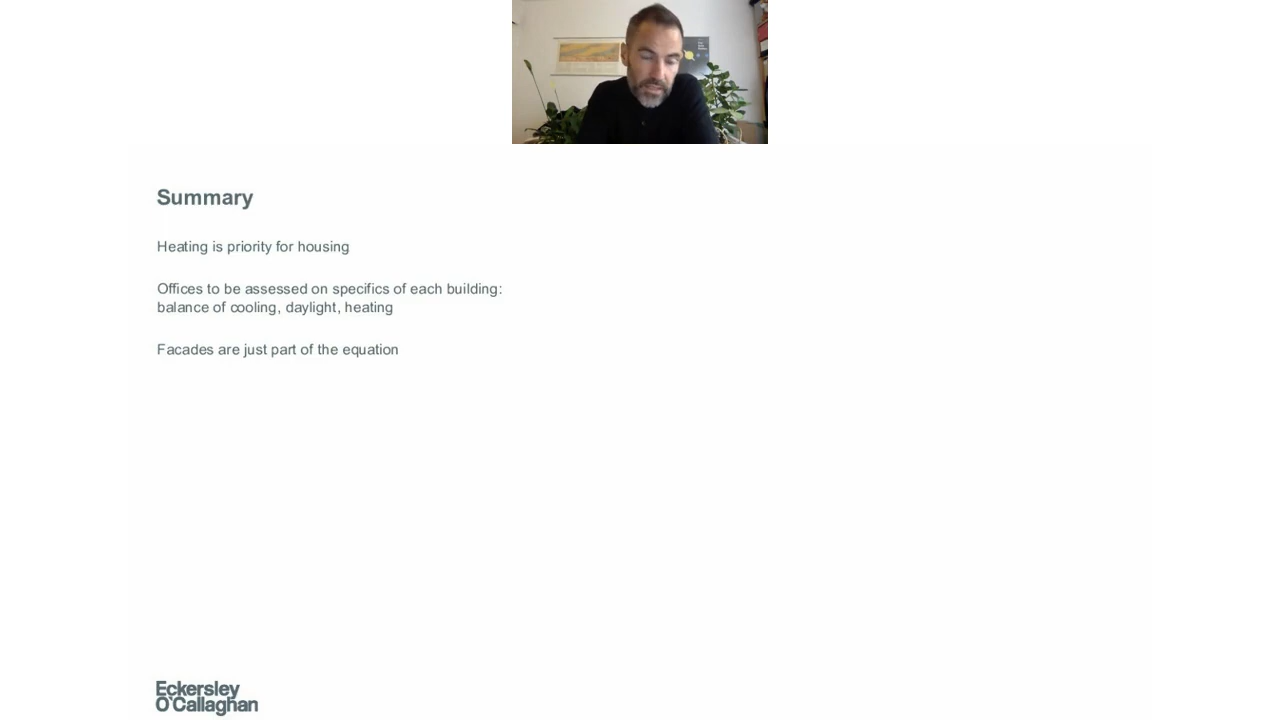 Summary
Heating is priority for housing
Offices to be assessed on specifics of each building:
balance of cooling, daylight, heating
Facades are just part of the equation
Eckersley
O'Callaghan